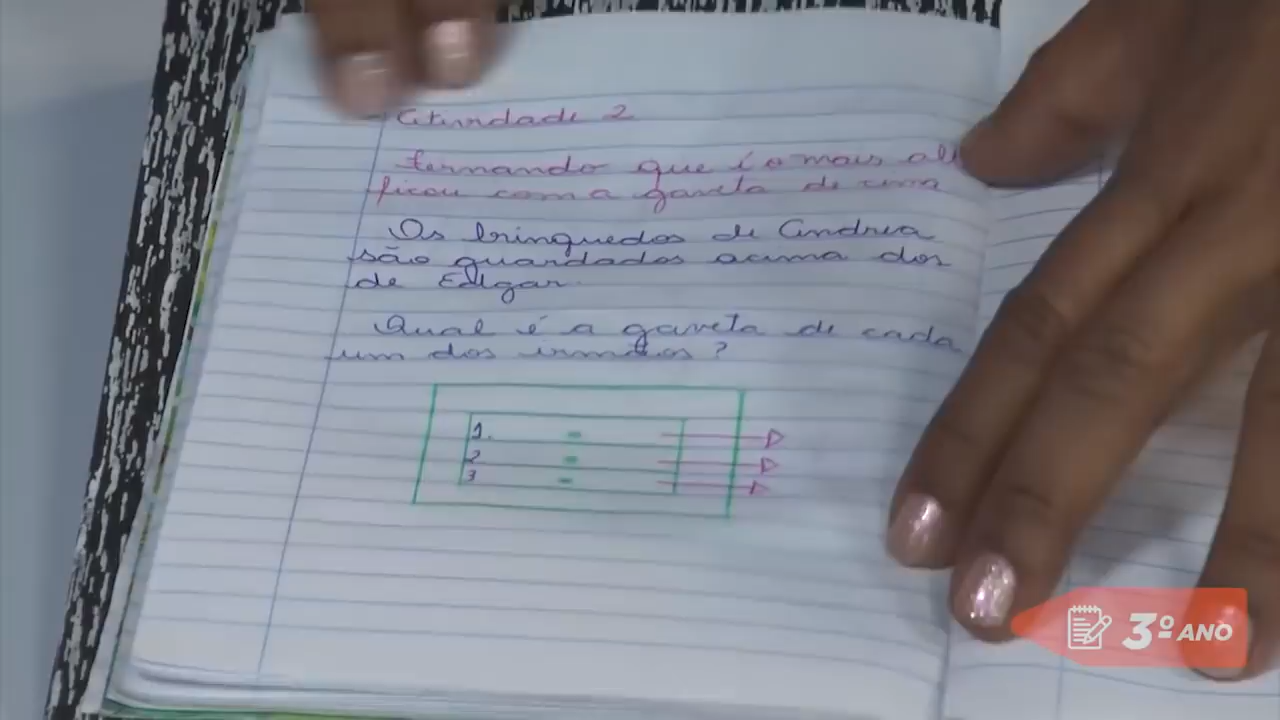 Atividade 2
Fernando que é o mais al
ficou com a gaveta de cima
Os brinquedos de Andrea
são guardados acima dos
de Edgar.
Qual é a gaveta de cada
um dos irmãos?
1.
2
3
3º ANO